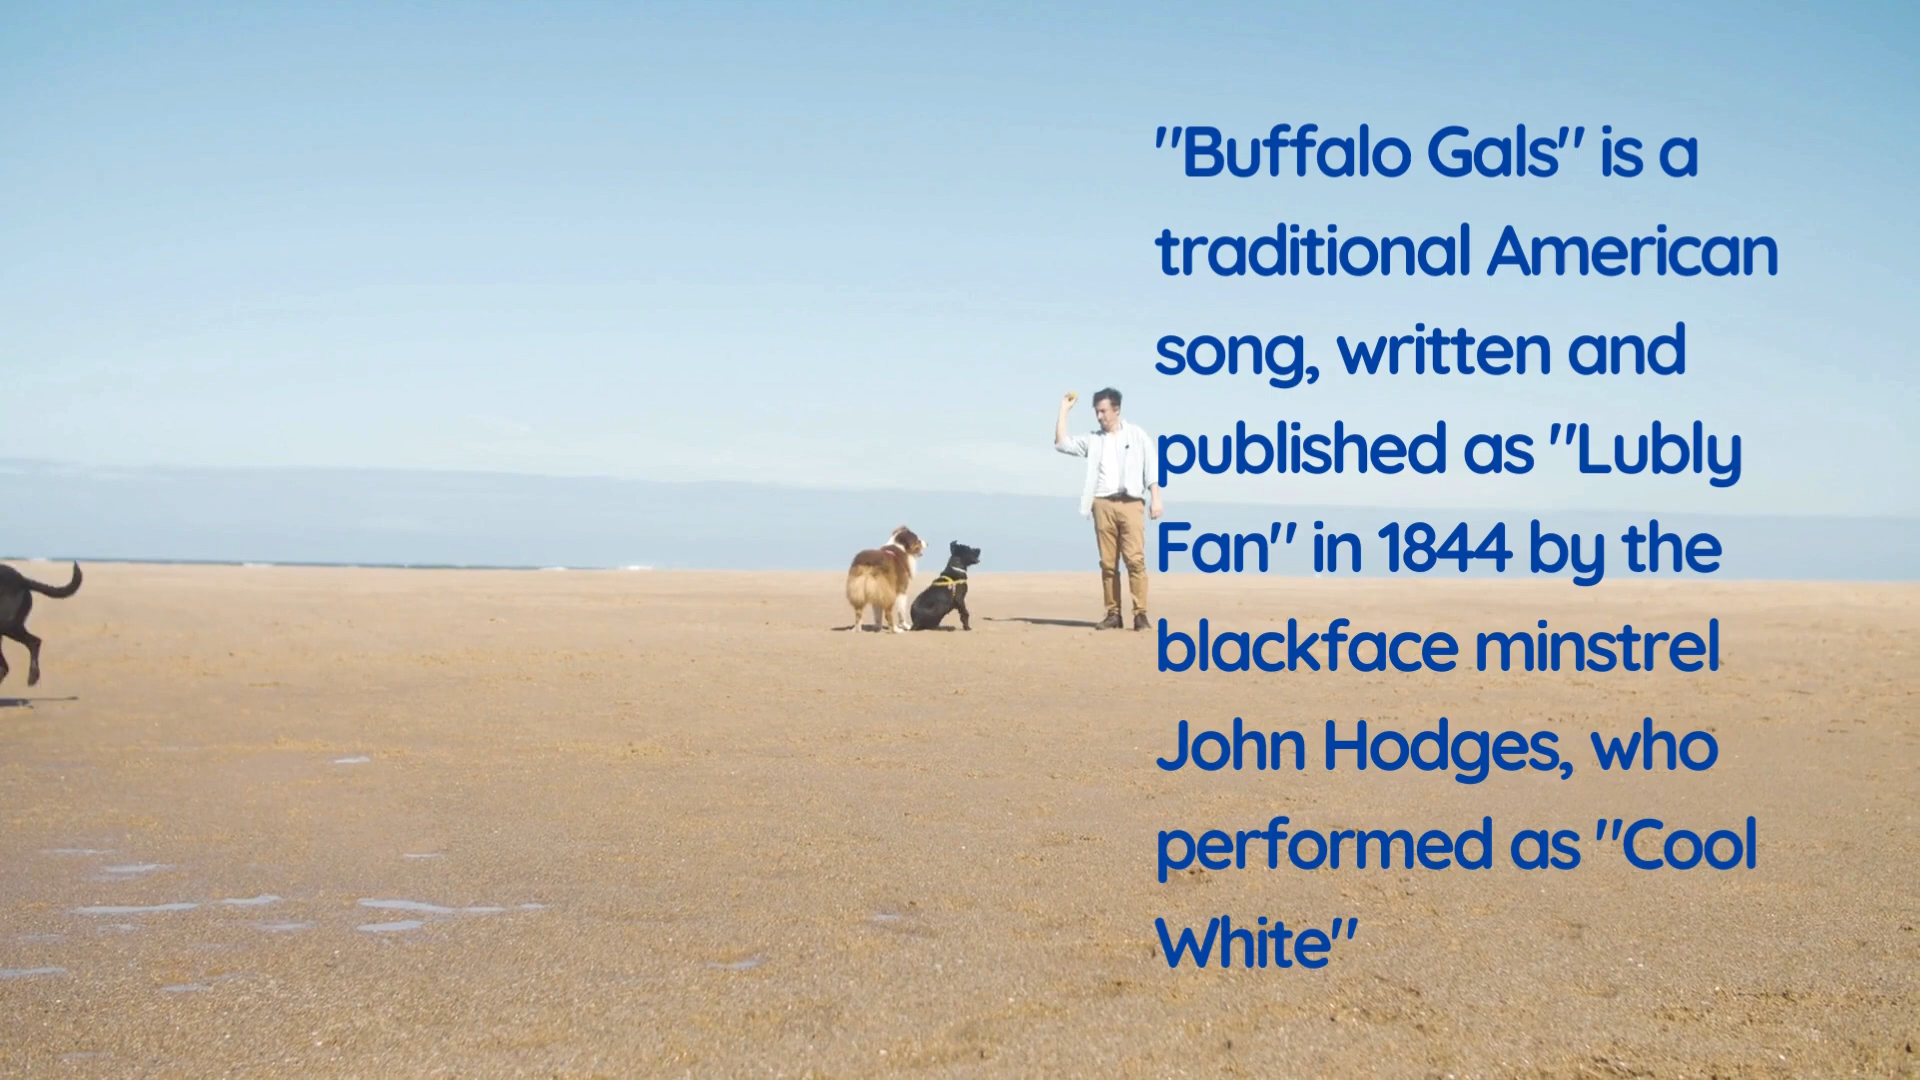 "Buffalo Gals" is a
traditional American
song, written and
published as "Lubly
Fan" in 1844 by the
blackface minstrel
John Hodges, who
performed as "Cool
White"